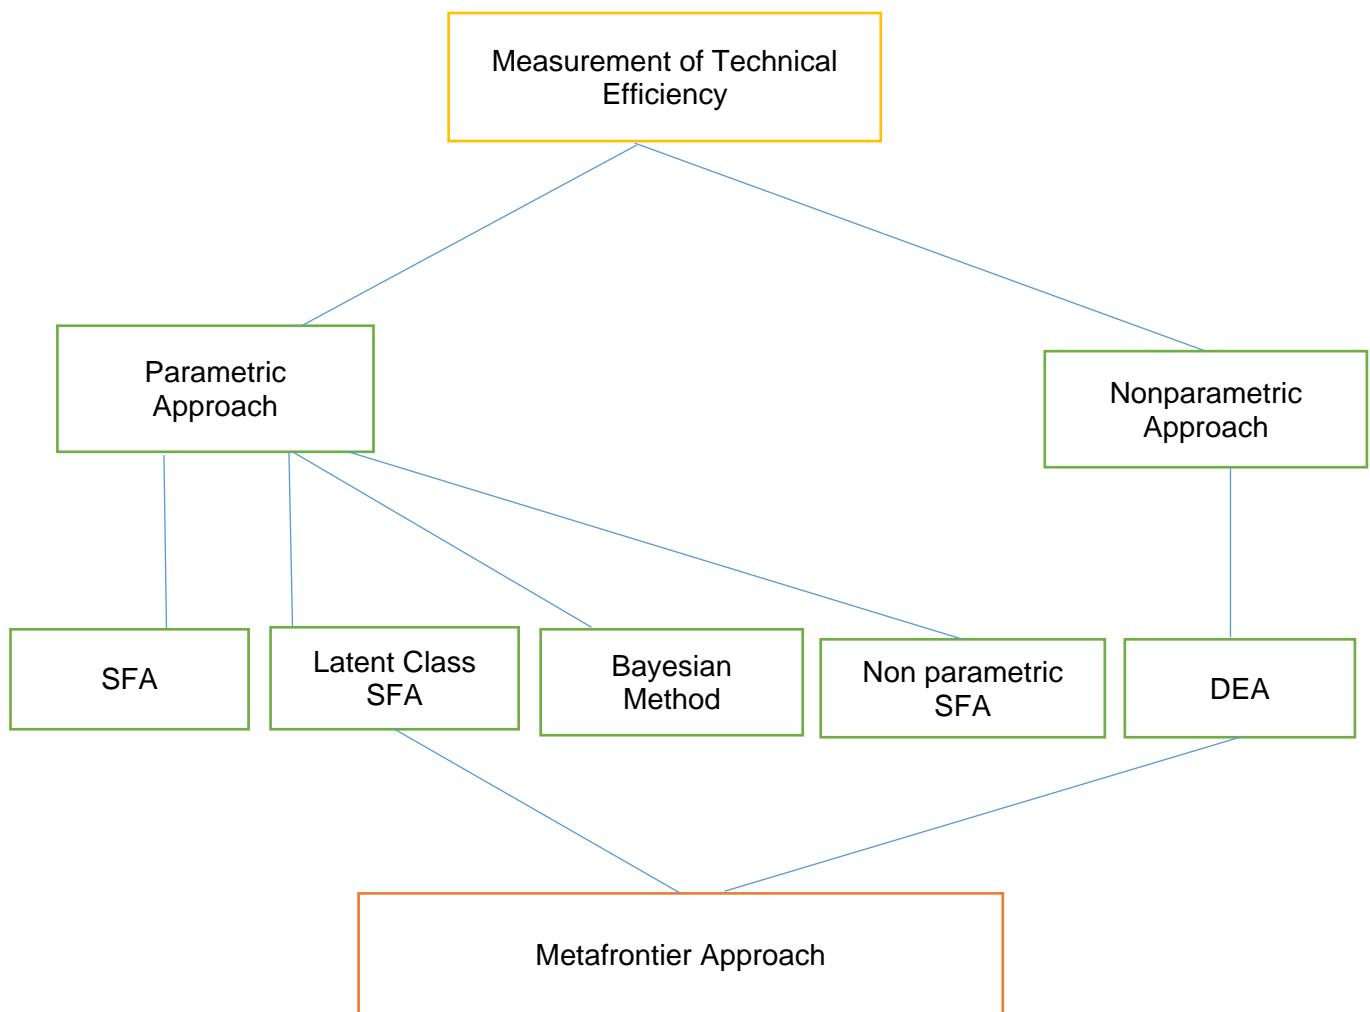 Measurement of Technical
Efficiency
Parametric
Approach
Nonparametric
Approach
SFA
Latent Class
SFA
Bayesian
Method
Non parametric
SFA
DEA
Metafrontier Approach